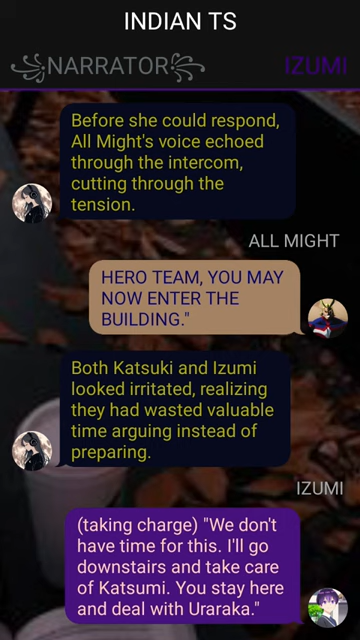 INDIAN TS
NARRATOR
IZUMI
Before she could respond,
All Might's voice echoed
through the intercom,
cutting through the
tension.
ALL MIGHT
HERO TEAM, YOU MAY
NOW ENTER THE
BUILDING."
Both Katsuki and Izumi
looked irritated, realizing
they had wasted valuable
time arguing instead of
preparing.
IZUMI
(taking charge) "We don't
have time for this. I'll go
downstairs and take care
of Katsumi. You stay here
and deal with Uraraka."